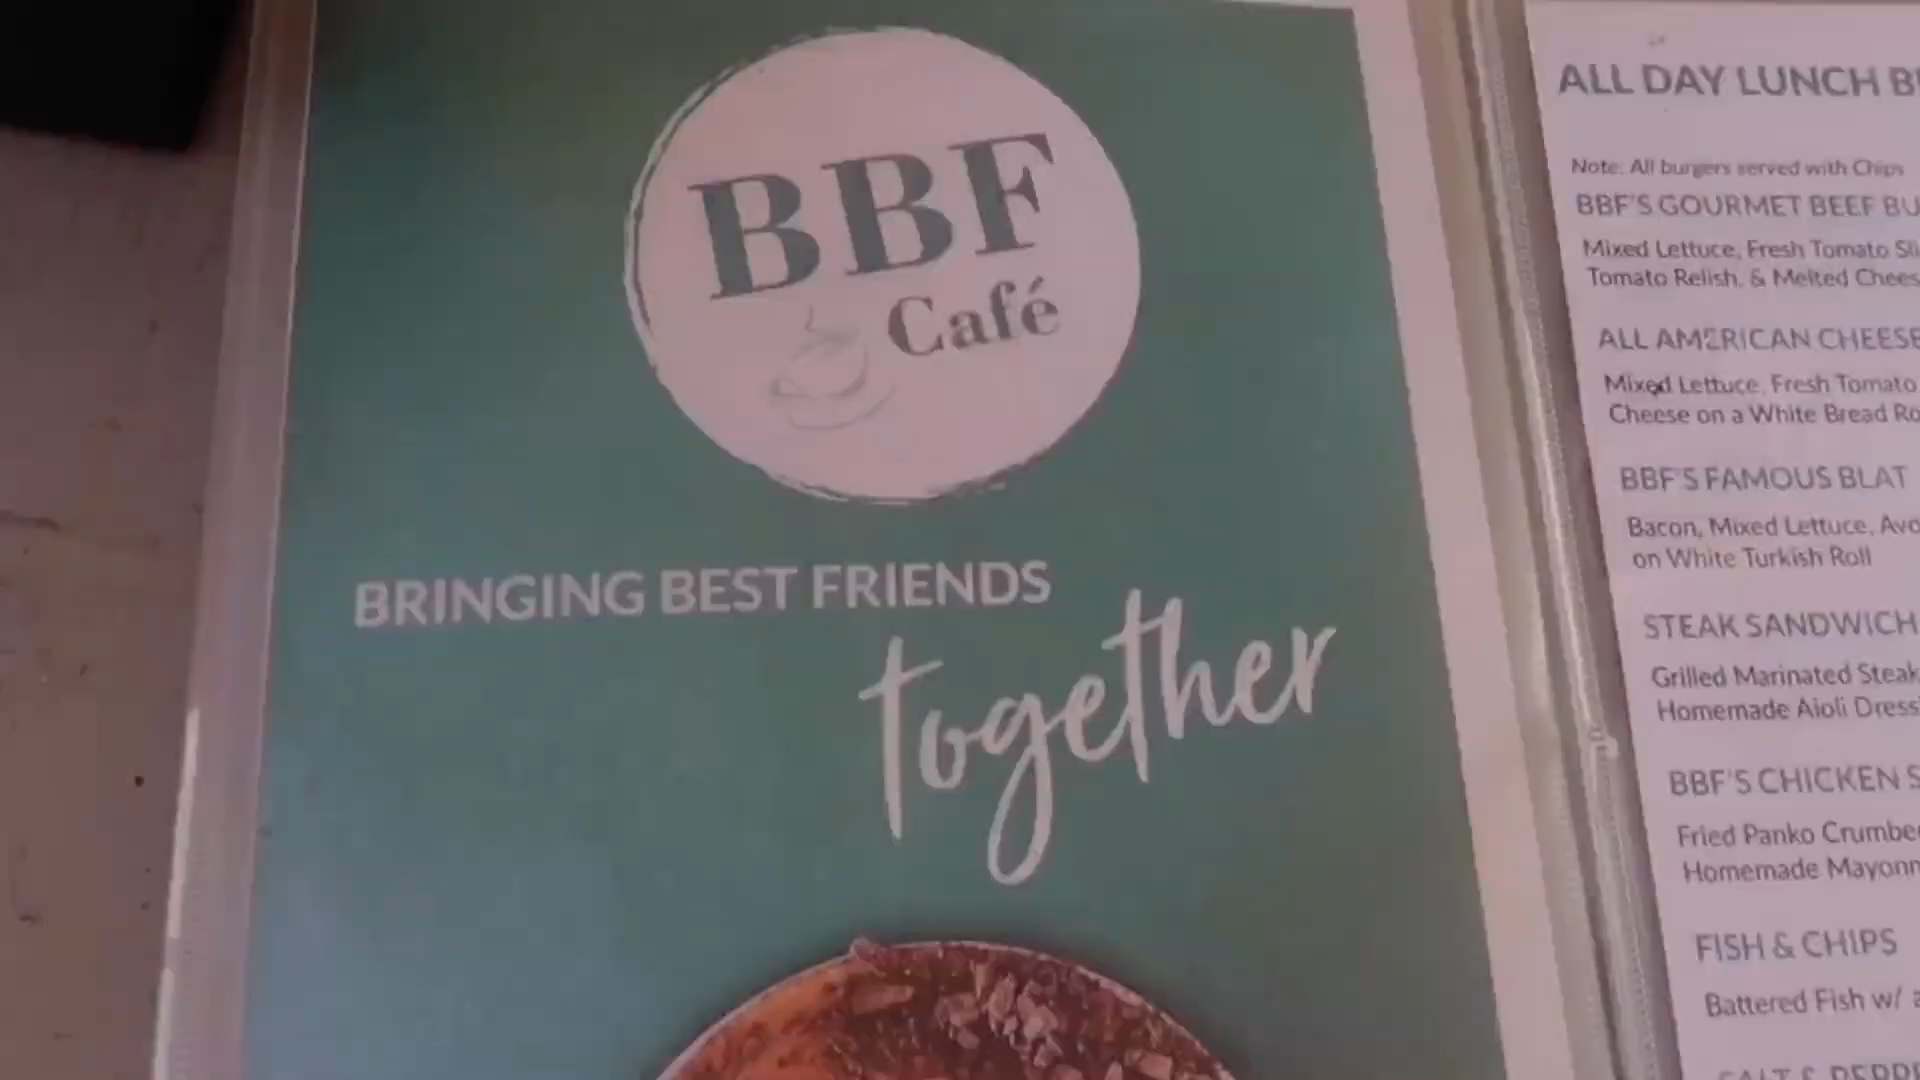 BBF
Café
BRINGING BEST FRIENDS
together
ALL DAY LUNCH
Note: All burgers served with Chips
BBF'S GOURMET BEEF
Mixed Lettuce, Fresh Tomato
Tomato Relish, & Melted
ALL AMERICAN
Mixed Lettuce, Fresh Tomato
Cheese on a White Bread
BBF'S FAMOUS BLAT
Bacon, Mixed Lettuce,
on White Turkish Roll
STEAK SANDWICH
Grilled Marinated Steak
Homemade Aioli
BBF'S CHICKEN
Fried Panko
Homemade
FISH & CHIPS
Battered Fish w/